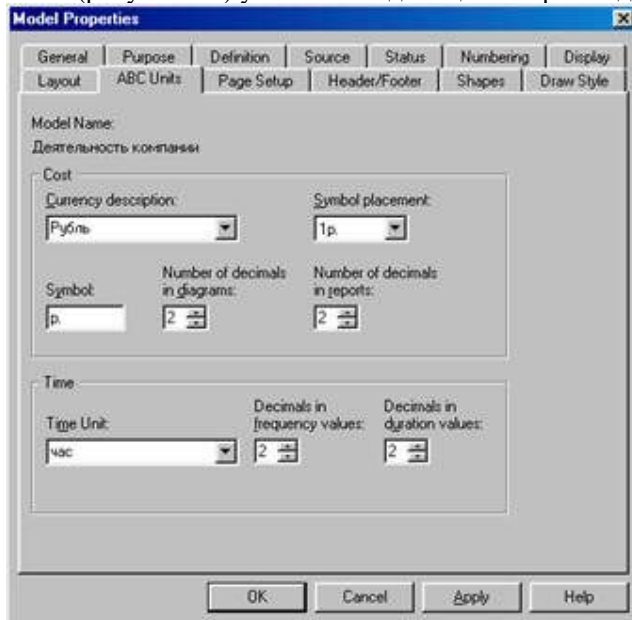 Model Properties
General Purpose Definition Source Status Numbering Display
Layout ABC Units Page Setup Header/Footer Shapes Draw Style
Model Name:
Деятельность компании
Cost
Currency description: Symbol placement:
Рубль 1р.
Number of decimals Number of decimals
Symbol: in diagrams: in reports:
р. 2 2
Time
Decimals in Decimals in
Time Unit: frequency values: duration values:
час 2 2
OK Cancel Apply Help